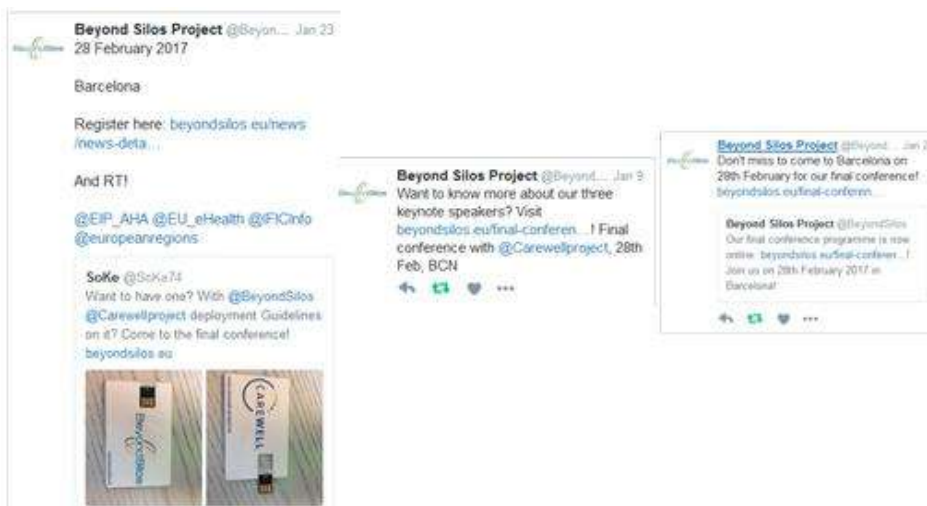 Beyond Silos Project @Beyon... Jan 23
28 February 2017
Barcelona
Register here: beyondsilos.eu/news
/news-deta...
And RT!
@EIP_AHA @EU_eHealth @IFICInfo
@europeanregions
SoKe @SoKe74
Want to have one? With @BeyondSilos
@Carewellproject deployment Guidelines
on it? Come to the final conference!
beyondsilos.eu
BeyondSilos
CAREWELL
Beyond Silos Project @Beyond... Jan 9
Want to know more about our three
keynote speakers? Visit
beyondsilos.eu/final-conferen...! Final
conference with @Carewellproject, 28th
Feb, BCN
Beyond Silos Project @Beyond... Jan
Don't miss to come to Barcelona on
28th February for our final conference!
beyondsilos.eu/final-conferen...
Beyond Silos Project @BeyondSilos
Our final conference programme is now
online: beyondsilos.eu/final-conferen...!
Join us on 28th February 2017 in
Barcelona!